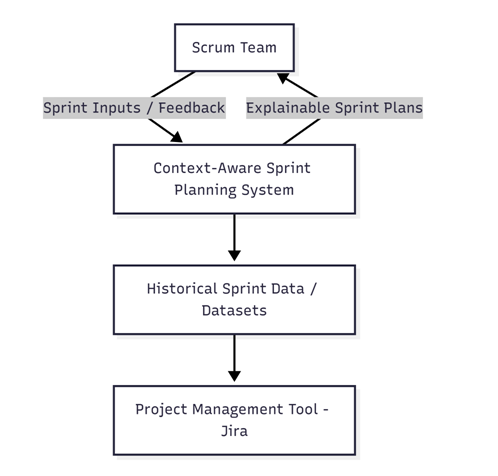 Scrum Team
Sprint Inputs / Feedback
Explainable Sprint Plans
Context-Aware Sprint
Planning System
Historical Sprint Data /
Datasets
Project Management Tool -
Jira